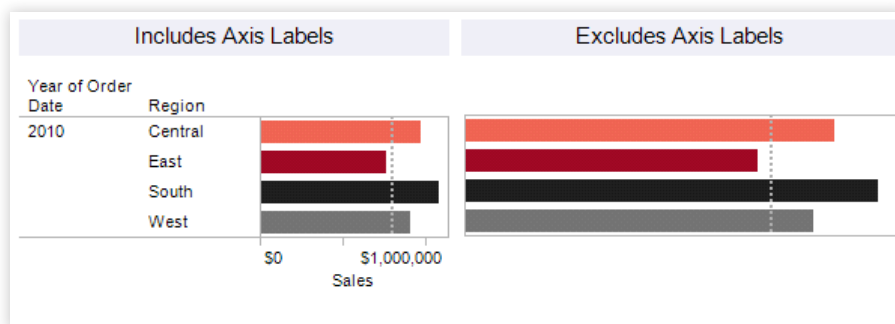 Includes Axis Labels
Excludes Axis Labels
Year of Order
Date Region
2010 Central
East
South
West
$0 $1,000,000
Sales